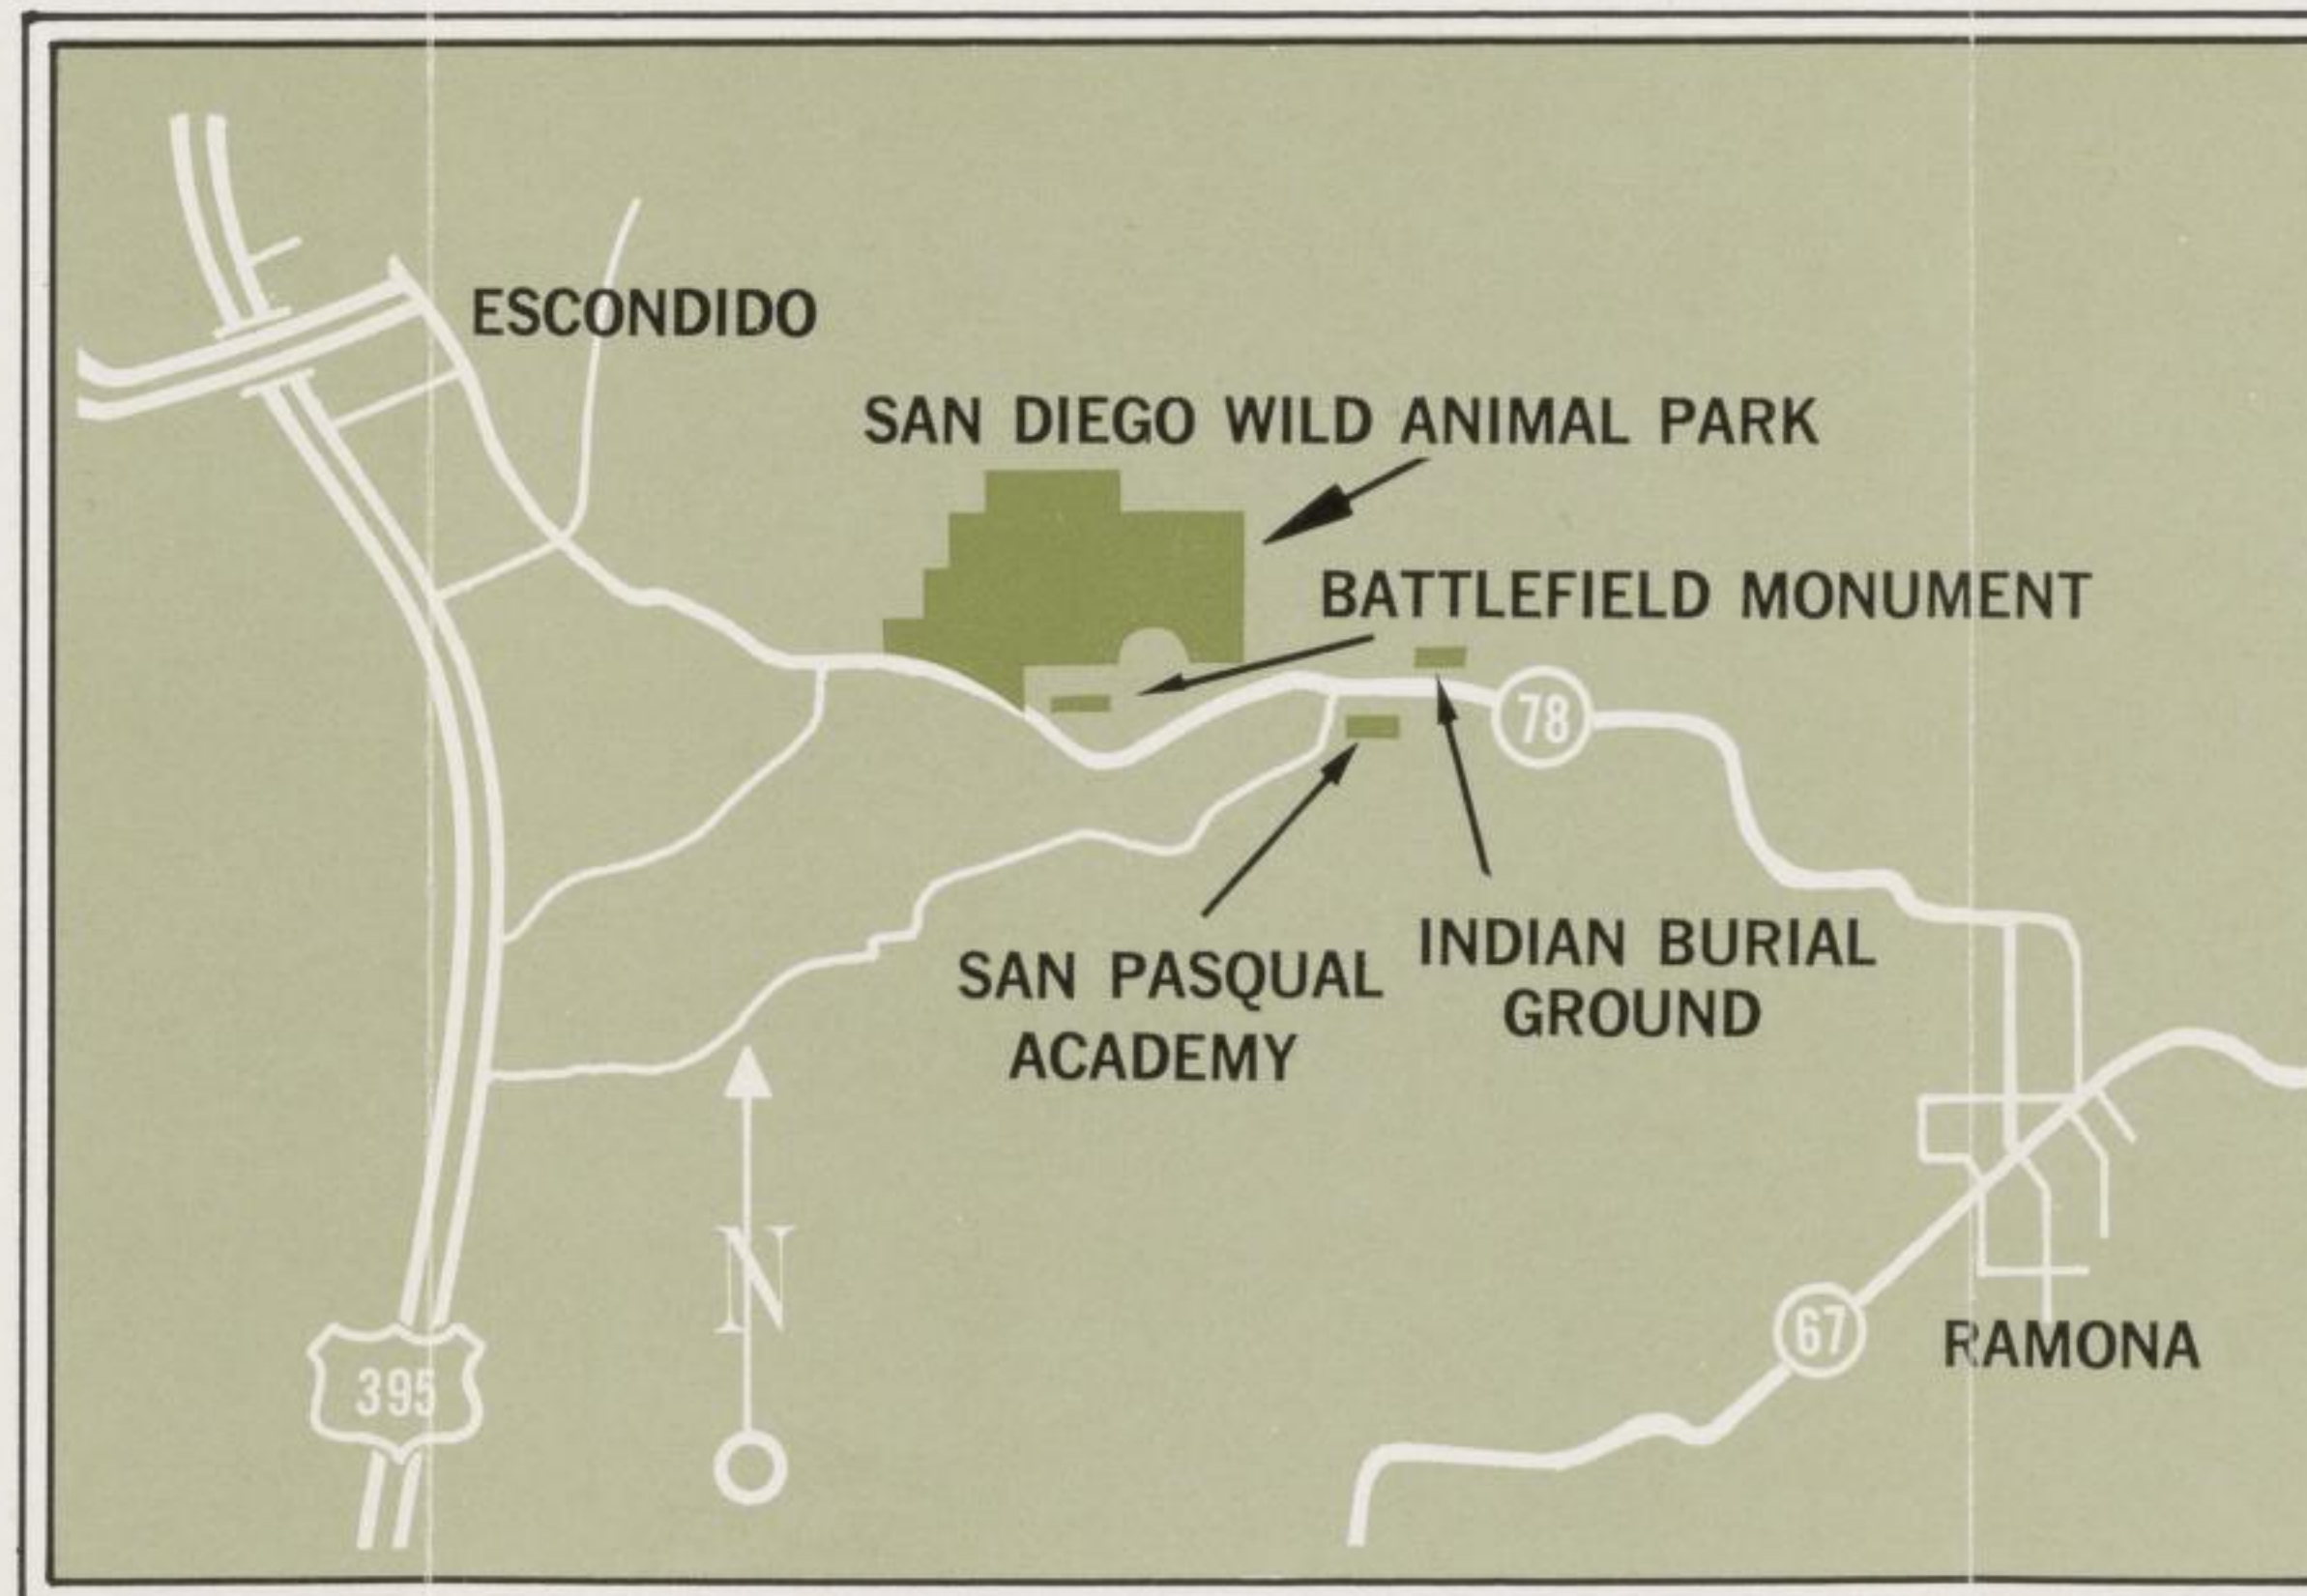 ESCONDIDO
SAN DIEGO WILD ANIMAL PARK
BATTLEFIELD MONUMENT
78
SAN PASQUAL
ACADEMY
INDIAN BURIAL
GROUND
N
67
RAMONA
395